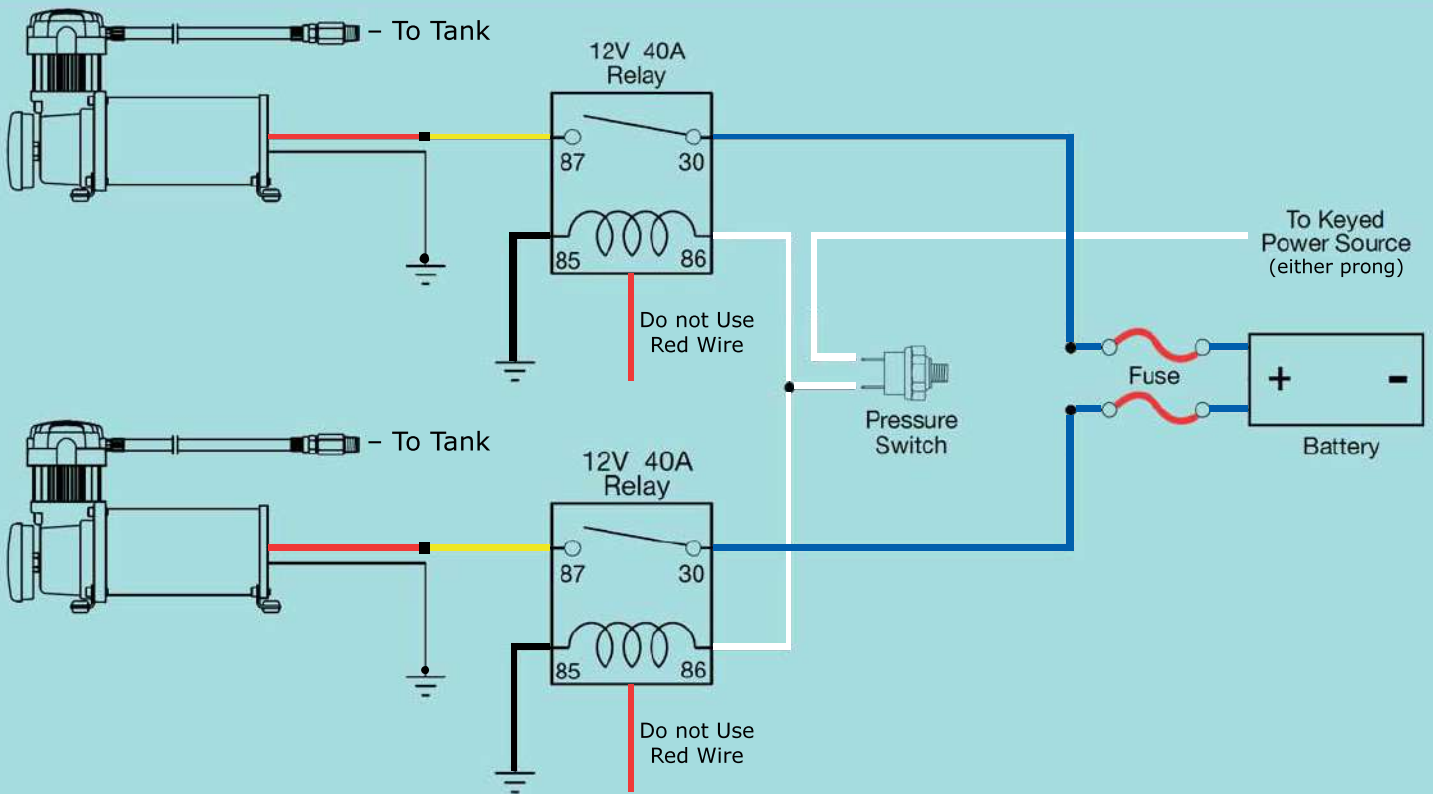 – To Tank
12V 40A
Relay
87
30
85
86
Do not Use
Red Wire
To Keyed
Power Source
(either prong)
Pressure
Switch
Fuse
+
-
Battery
– To Tank
12V 40A
Relay
87
30
85
86
Do not Use
Red Wire